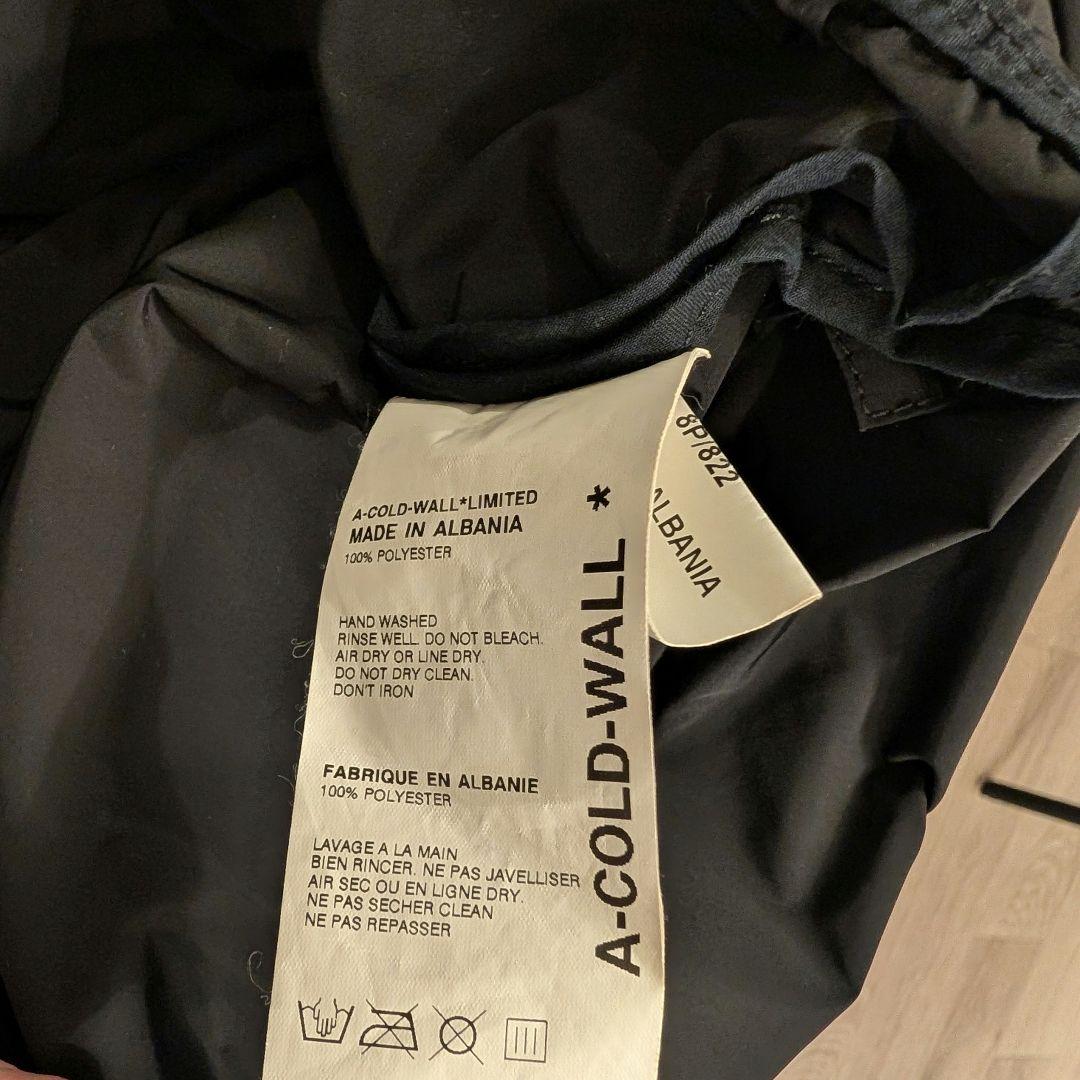 A-COLD-WALL*LIMITED
MADE IN ALBANIA
100% POLYESTER
HAND WASHED
RINSE WELL. DO NOT BLEACH.
AIR DRY OR LINE DRY.
DO NOT DRY CLEAN.
DON'T IRON
FABRIQUE EN ALBANIE
100% POLYESTER
LAVAGE A LA MAIN
BIEN RINCER. NE PAS JAVELLISER
AIR SEC OU EN LIGNE DRY.
NE PAS SECHER CLEAN
NE PAS REPASSER
A-COLD-WALL *
8P/822
ALBANIA